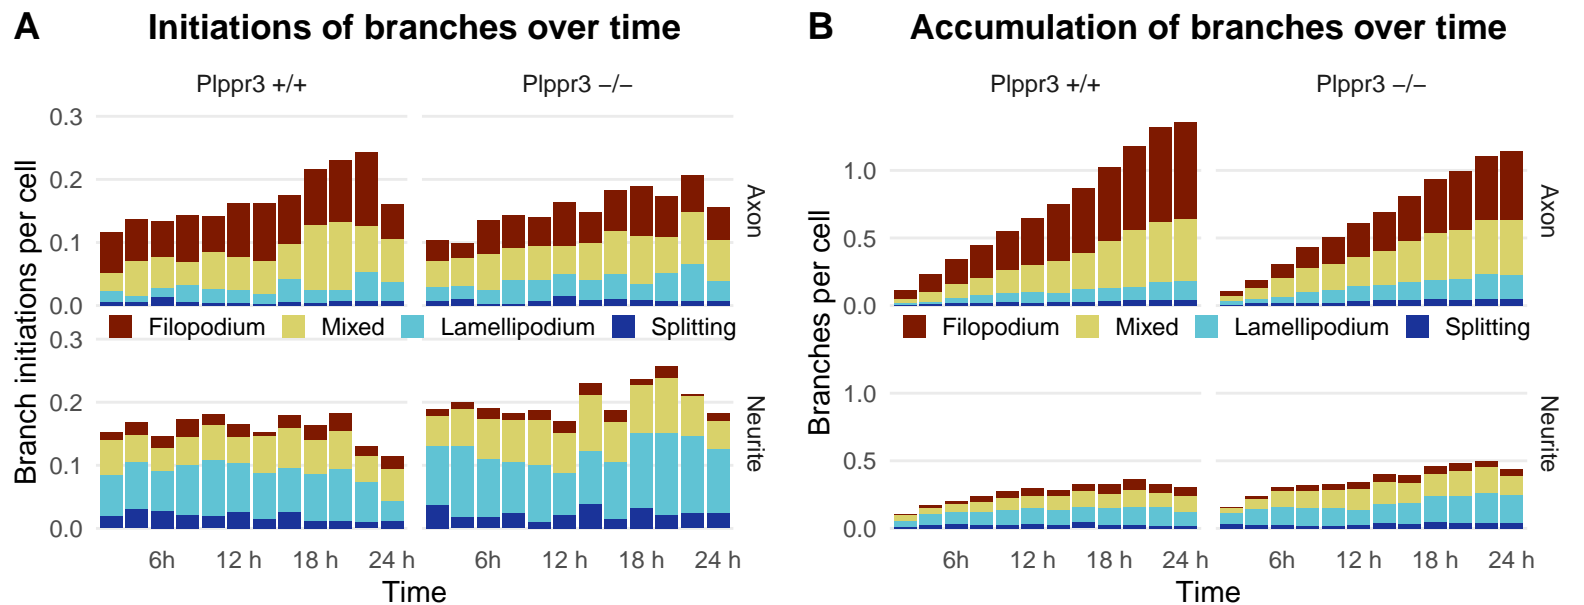 A
Initiations of branches over time
Plppr3 +/+
Plppr3 −/−
Branch initiations per cell
0.3
0.2
0.1
0.0
Axon
Filopodium Mixed Lamellipodium Splitting
0.3
0.2
0.1
0.0
Neurite
6h 12 h 18 h 24 h
6h 12 h 18 h 24 h
Time
B
Accumulation of branches over time
Plppr3 +/+
Plppr3 −/−
Branches per cell
1.0
0.5
0.0
Axon
Filopodium Mixed Lamellipodium Splitting
1.0
0.5
0.0
Neurite
6h 12 h 18 h 24 h
6h 12 h 18 h 24 h
Time